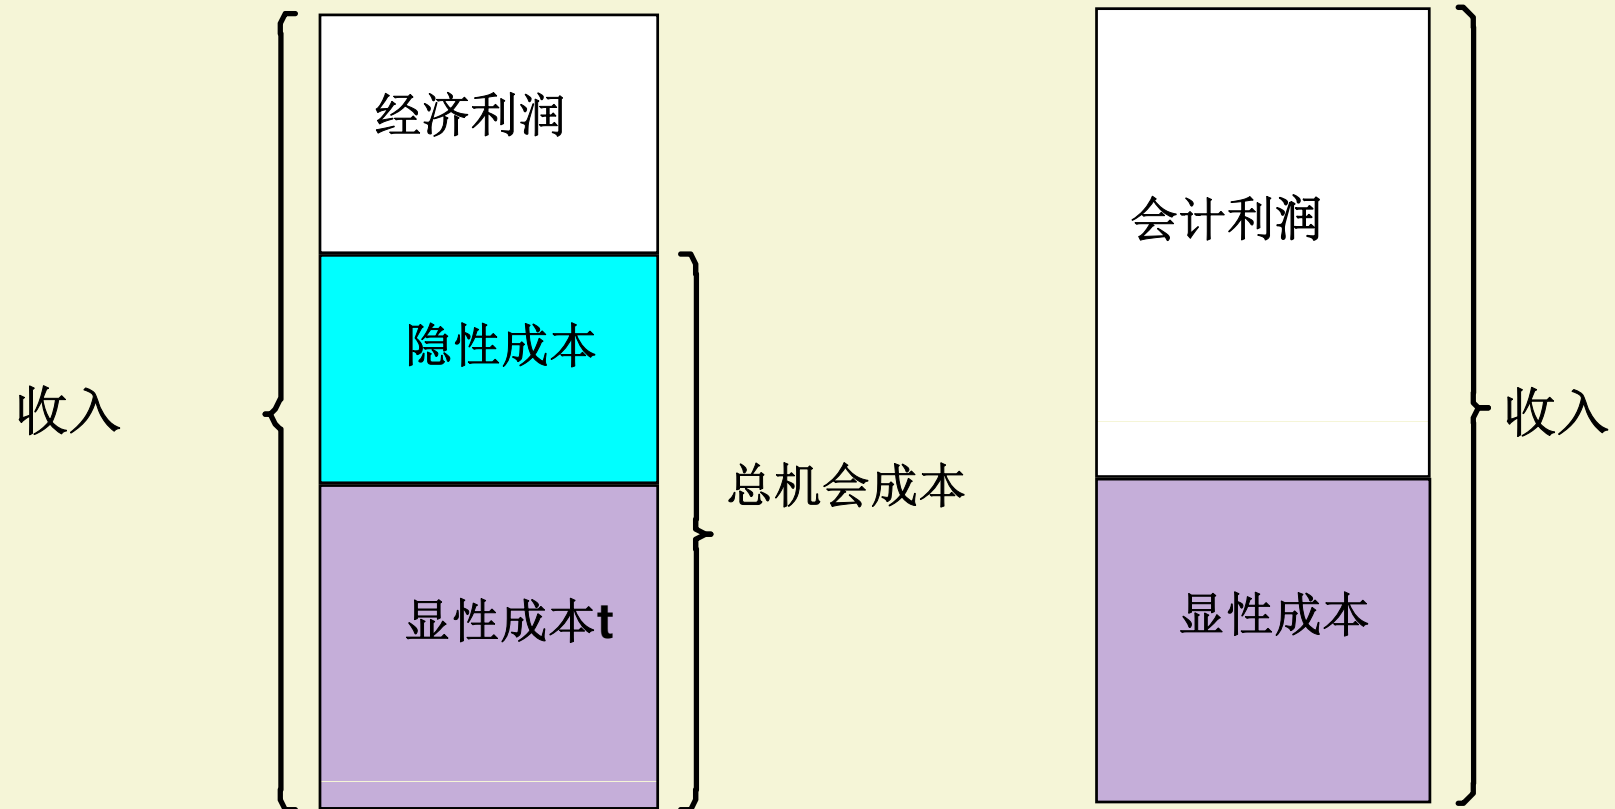 经济利润
隐性成本
收入
总机会成本
显性成本t
会计利润
收入
显性成本